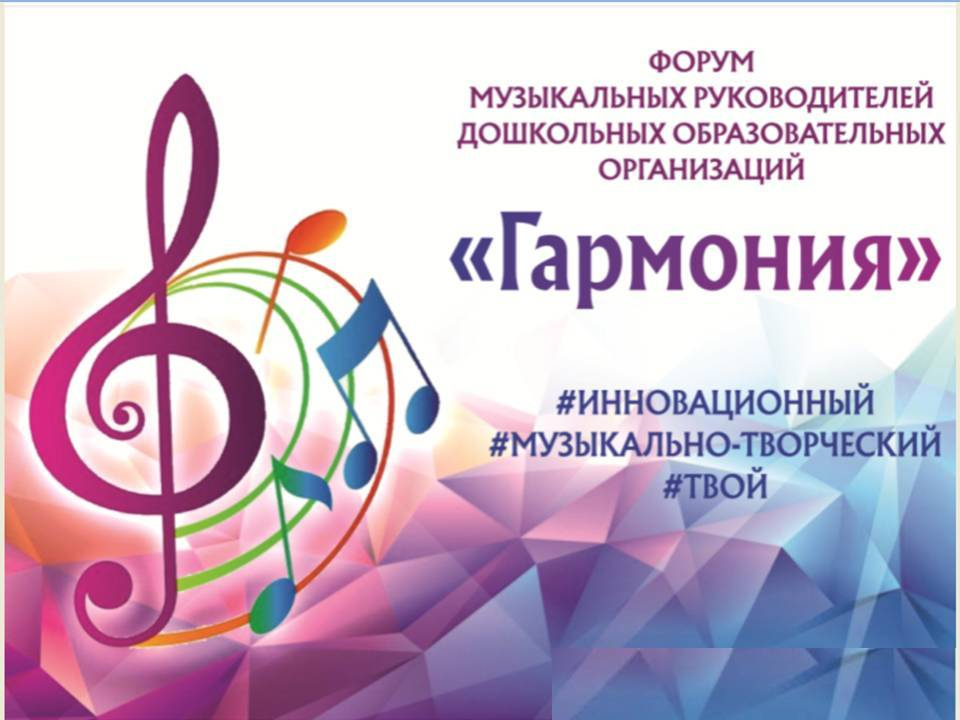 ФОРУМ
МУЗЫКАЛЬНЫХ РУКОВОДИТЕЛЕЙ
ДОШКОЛЬНЫХ ОБРАЗОВАТЕЛЬНЫХ
ОРГАНИЗАЦИЙ
«Гармония»
#ИННОВАЦИОННЫЙ
#МУЗЫКАЛЬНО-ТВОРЧЕСКИЙ
#ТВОЙ